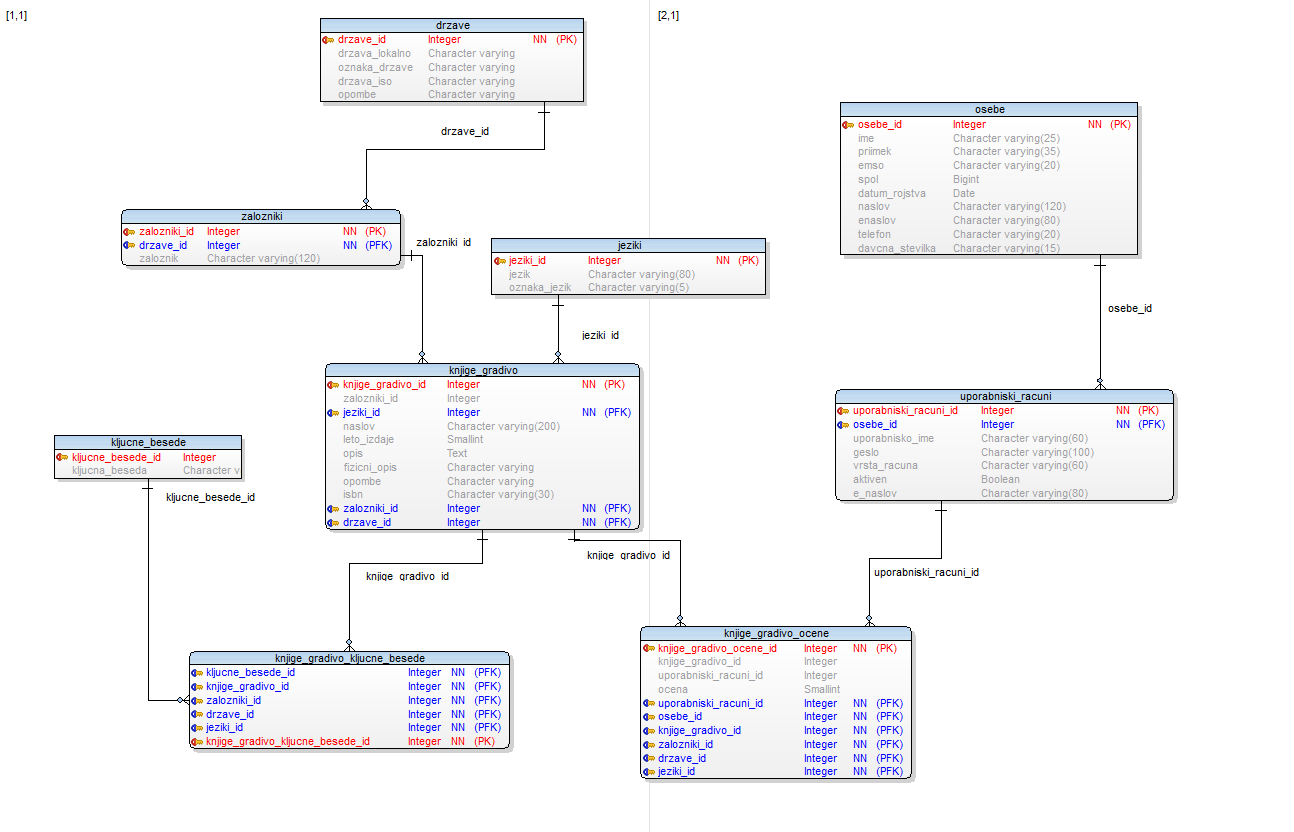 [1,1]
[2,1]
drzave
drzave_id Integer NN (PK)
drzava_lokalno Character varying
oznaka_drzave Character varying
drzava_iso Character varying
opombe Character varying
drzave_id
osebe
osebe_id Integer NN (PK)
ime Character varying(25)
priimek Character varying(35)
emso Character varying(20)
spol Bigint
datum_rojstva Date
naslov Character varying(120)
enaslov Character varying(80)
telefon Character varying(20)
davcna_stevilka Character varying(15)
zalozniki
zalozniki_id Integer NN (PK)
drzave_id Integer NN (PFK)
zaloznik Character varying(120)
zalozniki_id
jeziki
jeziki_id Integer NN (PK)
jezik Character varying(80)
oznaka_jezik Character varying(5)
jeziki_id
osebe_id
knjige_gradivo
knjige_gradivo_id Integer NN (PK)
zalozniki_id Integer
jeziki_id Integer NN (PFK)
naslov Character varying(200)
leto_izdaje Smallint
opis Text
fizicni_opis Character varying
opombe Character varying
isbn Character varying(30)
zalozniki_id Integer NN (PFK)
drzave_id Integer NN (PFK)
uporabniski_racuni
uporabniski_racuni_id Integer NN (PK)
osebe_id Integer NN (PFK)
uporabnisko_ime Character varying(60)
geslo Character varying(100)
vrsta_racuna Character varying(60)
aktiven Boolean
e_naslov Character varying(80)
kljucne_besede
kljucne_besede_id Integer
kljucna_beseda Character v
kljucne_besede_id
knjige_gradivo_id
knjige_gradivo_id
uporabniski_racuni_id
knjige_gradivo_kljucne_besede
kljucne_besede_id Integer NN (PFK)
knjige_gradivo_id Integer NN (PFK)
zalozniki_id Integer NN (PFK)
drzave_id Integer NN (PFK)
jeziki_id Integer NN (PFK)
knjige_gradivo_kljucne_besede_id Integer NN (PK)
knjige_gradivo_ocene
knjige_gradivo_ocene_id Integer NN (PK)
knjige_gradivo_id Integer
uporabniski_racuni_id Integer
ocena Smallint
uporabniski_racuni_id Integer NN (PFK)
osebe_id Integer NN (PFK)
knjige_gradivo_id Integer NN (PFK)
zalozniki_id Integer NN (PFK)
drzave_id Integer NN (PFK)
jeziki_id Integer NN (PFK)